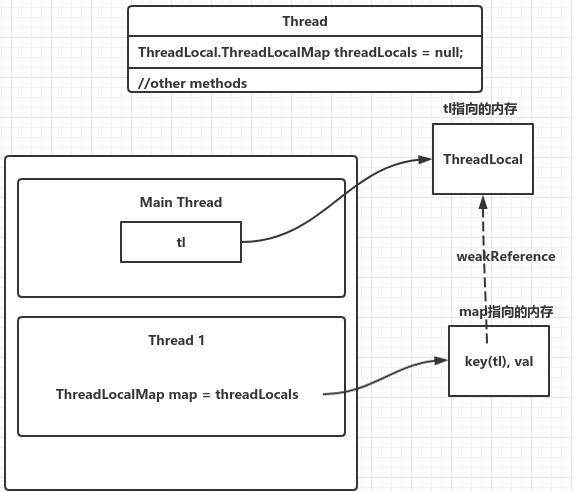 Thread
ThreadLocal.ThreadLocalMap threadLocals = null;
//other methods
tl指向的内存
ThreadLocal
Main Thread
tl
weakReference
map指向的内存
Thread 1
key(tl), val
ThreadLocalMap map = threadLocals